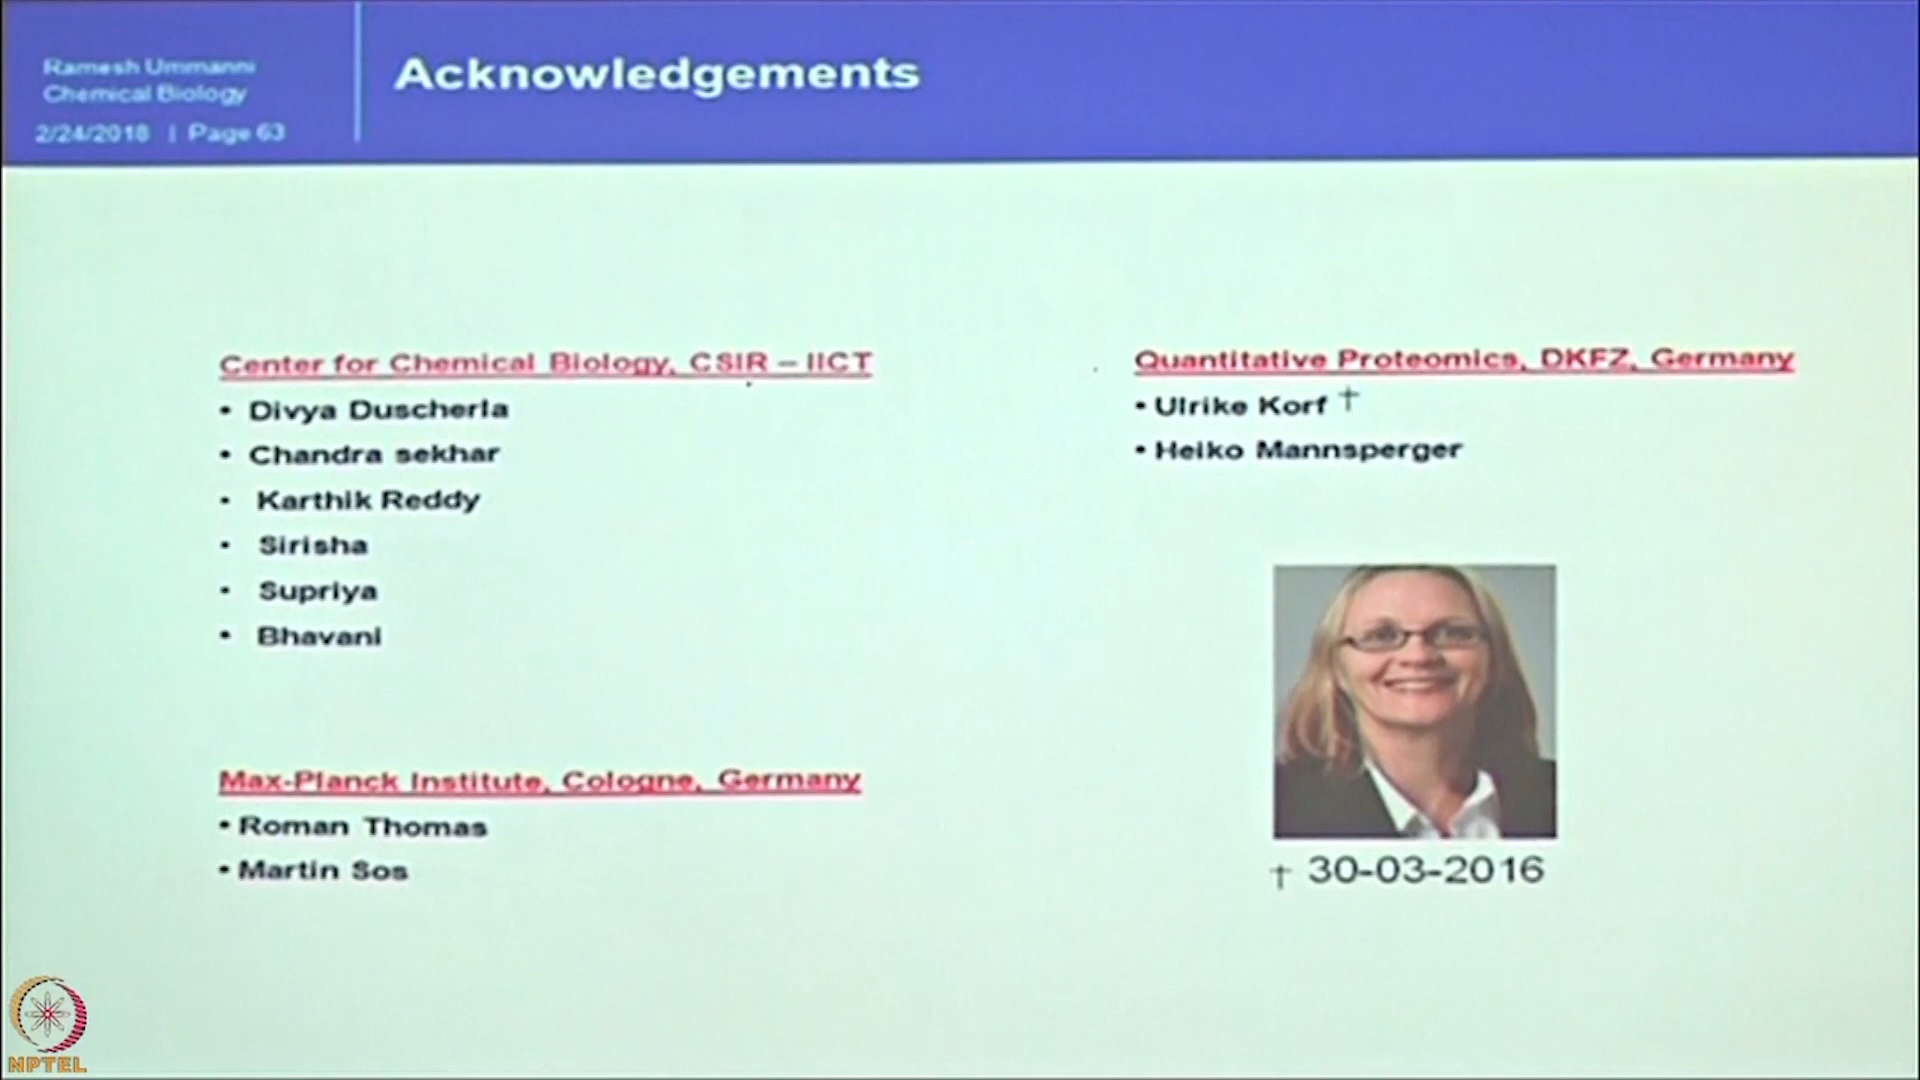 Ramesh Ummanni
Chemical Biology
2/24/2018 | Page 63
Acknowledgements
Center for Chemical Biology, CSIR – IICT
• Divya Duscherla
• Chandra sekhar
• Karthik Reddy
• Sirisha
• Supriya
• Bhavani
Max-Planck Institute, Cologne, Germany
• Roman Thomas
• Martin Sos
Quantitative Proteomics, DKFZ, Germany
• Ulrike Korf †
• Heiko Mannsperger
† 30-03-2016
NPTEL